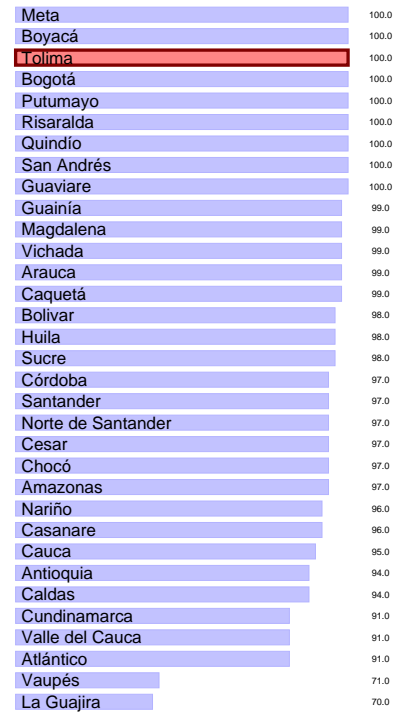 Meta 100.0
Boyacá 100.0
Tolima 100.0
Bogotá 100.0
Putumayo 100.0
Risaralda 100.0
Quindío 100.0
San Andrés 100.0
Guaviare 100.0
Guainía 99.0
Magdalena 99.0
Vichada 99.0
Arauca 99.0
Caquetá 99.0
Bolivar 98.0
Huila 98.0
Sucre 98.0
Córdoba 97.0
Santander 97.0
Norte de Santander 97.0
Cesar 97.0
Chocó 97.0
Amazonas 97.0
Nariño 96.0
Casanare 96.0
Cauca 95.0
Antioquia 94.0
Caldas 94.0
Cundinamarca 91.0
Valle del Cauca 91.0
Atlántico 91.0
Vaupés 71.0
La Guajira 70.0